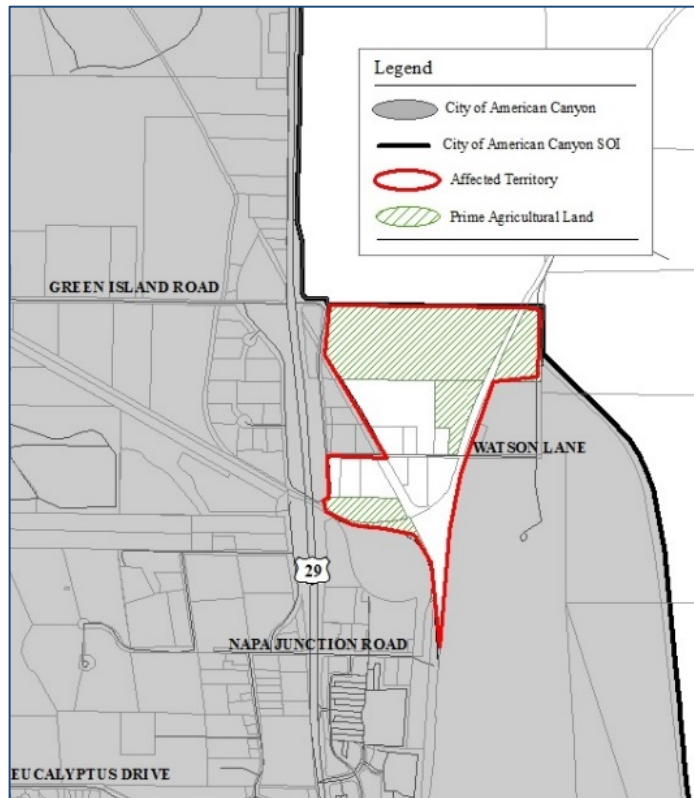 Legend
City of American Canyon
City of American Canyon SOI
Affected Territory
Prime Agricultural Land
GREEN ISLAND ROAD
WATSON LANE
29
NAPA JUNCTION ROAD
EUCALYPTUS DRIVE